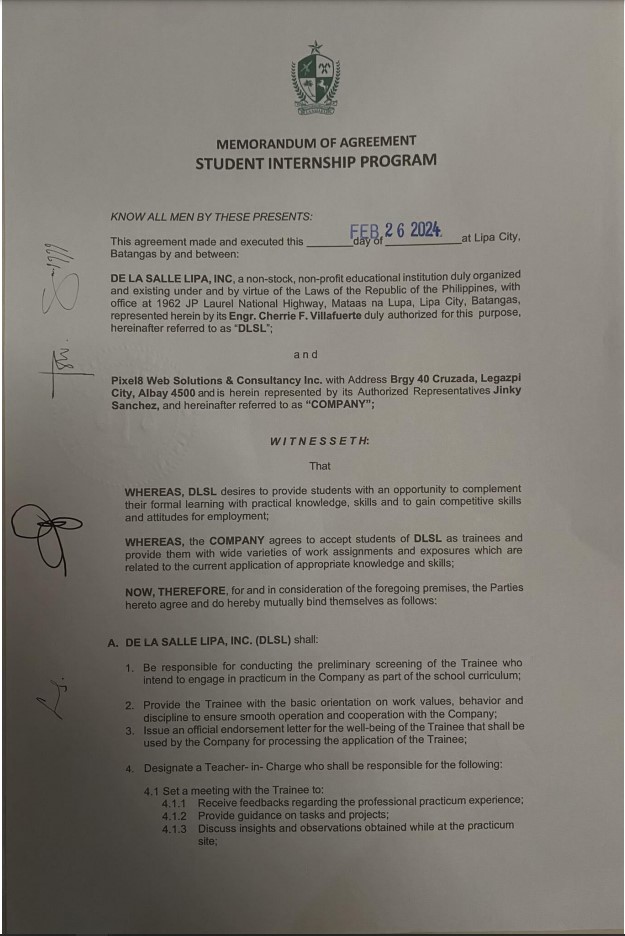 MEMORANDUM OF AGREEMENT
STUDENT INTERNSHIP PROGRAM
KNOW ALL MEN BY THESE PRESENTS:
This agreement made and executed this ________day of ____________at Lipa City,
FEB 26 2024
Batangas by and between:
DE LA SALLE LIPA, INC, a non-stock, non-profit educational institution duly organized
and existing under and by virtue of the Laws of the Republic of the Philippines, with
office at 1962 JP Laurel National Highway, Mataas na Lupa, Lipa City, Batangas,
represented herein by its Engr. Cherrie F. Villafuerte duly authorized for this purpose,
hereinafter referred to as “DLSL”;
and
Pixel8 Web Solutions & Consultancy Inc. with Address Brgy 40 Cruzada, Legazpi
City, Albay 4500 and is herein represented by its Authorized Representatives Jinky
Sanchez, and hereinafter referred to as “COMPANY”;
WITNESSETH:
That
WHEREAS, DLSL desires to provide students with an opportunity to complement
their formal learning with practical knowledge, skills and to gain competitive skills
and attitudes for employment;
WHEREAS, the COMPANY agrees to accept students of DLSL as trainees and
provide them with wide varieties of work assignments and exposures which are
related to the current application of appropriate knowledge and skills;
NOW, THEREFORE, for and in consideration of the foregoing premises, the Parties
hereto agree and do hereby mutually bind themselves as follows:
A. DE LA SALLE LIPA, INC. (DLSL) shall:
1. Be responsible for conducting the preliminary screening of the Trainee who
intend to engage in practicum in the Company as part of the school curriculum;
2. Provide the Trainee with the basic orientation on work values, behavior and
discipline to ensure smooth operation and cooperation with the Company;
3. Issue an official endorsement letter for the well-being of the Trainee that shall be
used by the Company for processing the application of the Trainee;
4. Designate a Teacher- in- Charge who shall be responsible for the following:
4.1 Set a meeting with the Trainee to:
4.1.1 Receive feedbacks regarding the professional practicum experience;
4.1.2 Provide guidance on tasks and projects;
4.1.3 Discuss insights and observations obtained while at the practicum
site;